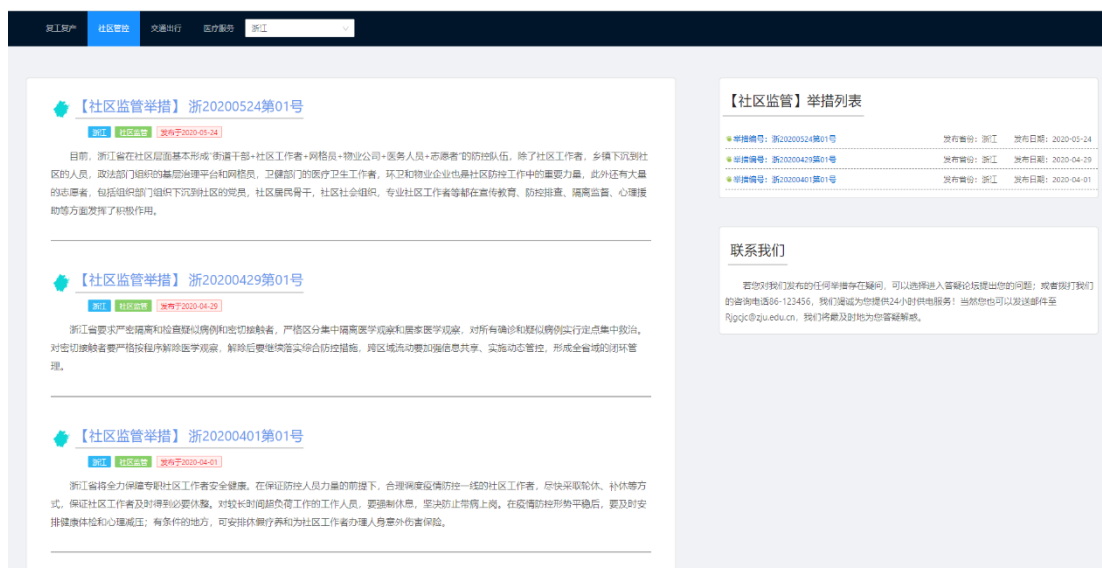 复工复产 社区管控 交通出行 医疗服务 浙江
【社区监管举措】浙20200524第01号
浙江 社区监管 发布于2020-05-24
目前，浙江省在社区层面基本形成“街道干部+社区工作者+网格员+物业公司+医务人员+志愿者”的防控队伍，除了社区工作者，乡镇下沉到社
区的人员，政法部门组织的基层治理平台和网格员，卫健部门的医疗卫生工作者，环卫和物业企业也是社区防控工作中的重要力量，此外还有大量
的志愿者，包括组织部门组织下沉到社区的党员，社区居民骨干，社区社会组织，专业社区工作者等都在宣传教育、防控排查、隔离监督、心理援
助等方面发挥了积极作用。
【社区监管举措】浙20200429第01号
浙江 社区监管 发布于2020-04-29
浙江省要求严密隔离和检查疑似病例和密切接触者，严格区分集中隔离医学观察和居家医学观察，对所有确诊和疑似病例实行定点集中救治。
对密切接触者要严格按程序解除医学观察，解除后要继续落实综合防控措施，跨区域流动要加强信息共享、实施动态管控，形成全省域的闭环管
理。
【社区监管举措】浙20200401第01号
浙江 社区监管 发布于2020-04-01
浙江省将全力保障专职社区工作者安全健康。在保证防控人员力量的前提下，合理调度疫情防控一线的社区工作者，尽快采取轮休、补休等方
式，保证社区工作者及时得到必要休整。对较长时间超负荷工作的工作人员，要强制休息，坚决防止带病上岗。在疫情防控形势平稳后，要及时安
排健康体检和心理减压；有条件的地方，可安排休假疗养和为社区工作者办理人身意外伤害保险。
【社区监管】举措列表
举措编号：浙20200524第01号 发布省份：浙江 发布日期：2020-05-24
举措编号：浙20200429第01号 发布省份：浙江 发布日期：2020-04-29
举措编号：浙20200401第01号 发布省份：浙江 发布日期：2020-04-01
联系我们
若您对我们发布的任何举措存在疑问，可以选择进入答疑论坛提出您的问题；或者拨打我们
的咨询电话86-123456，我们竭诚为您提供24小时供电服务！当然您也可以发送邮件至
Rjgcjc@zju.edu.cn，我们将最及时地为您答疑解惑。